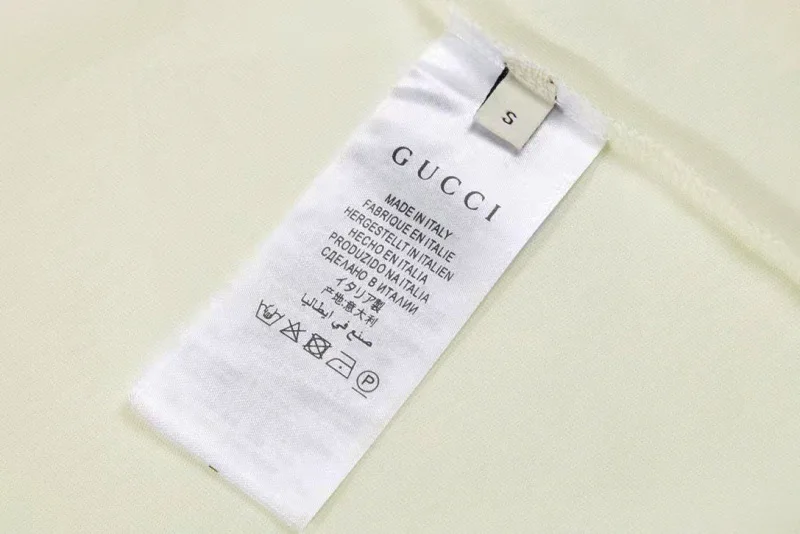 S
GUCCI
MADE IN ITALY
FABRIQUE EN ITALIE
HERGESTELLT IN ITALIEN
HECHO EN ITALIA
PRODUZIDO NA ITALIA
СДЕЛАНО В ИТАЛИИ
イタリア製
产地:意大利
صنع في إيطاليا
P